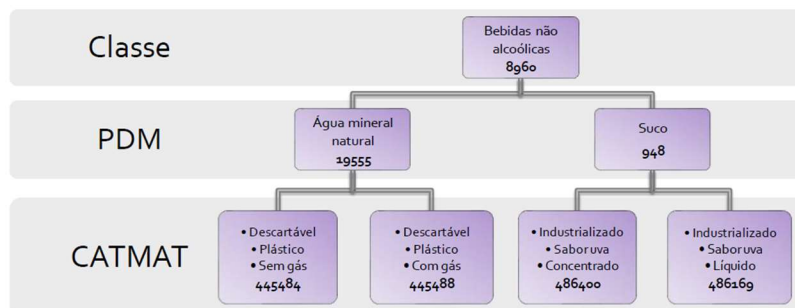 Classe
Bebidas não
alcoólicas
8960
PDM
Água mineral
natural
19555
Suco
948
CATMAT
• Descartável
• Plástico
• Sem gás
445484
• Descartável
• Plástico
• Com gás
445488
• Industrializado
• Sabor uva
• Concentrado
486400
• Industrializado
• Sabor uva
• Líquido
486169